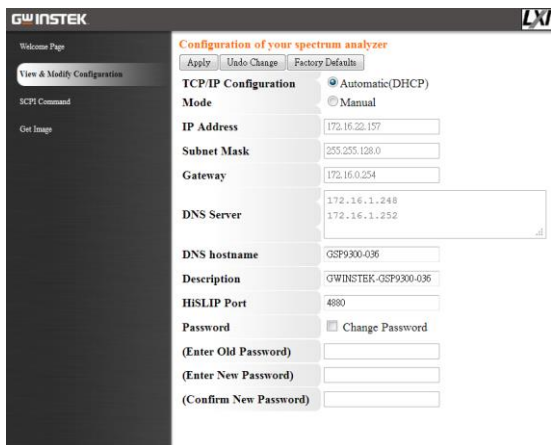 GW INSTEK
LXI
Welcome Page
View & Modify Configuration
SCPI Command
Get Image
Configuration of your spectrum analyzer
Apply Undo Change Factory Defaults
TCP/IP Configuration Mode
Automatic(DHCP)
Manual
IP Address 172.16.22.157
Subnet Mask 255.255.128.0
Gateway 172.16.0.254
DNS Server
172.16.1.248
172.16.1.252
DNS hostname GSP9300-036
Description GWINSTEK-GSP9300-036
HiSLIP Port 4880
Password Change Password
(Enter Old Password)
(Enter New Password)
(Confirm New Password)